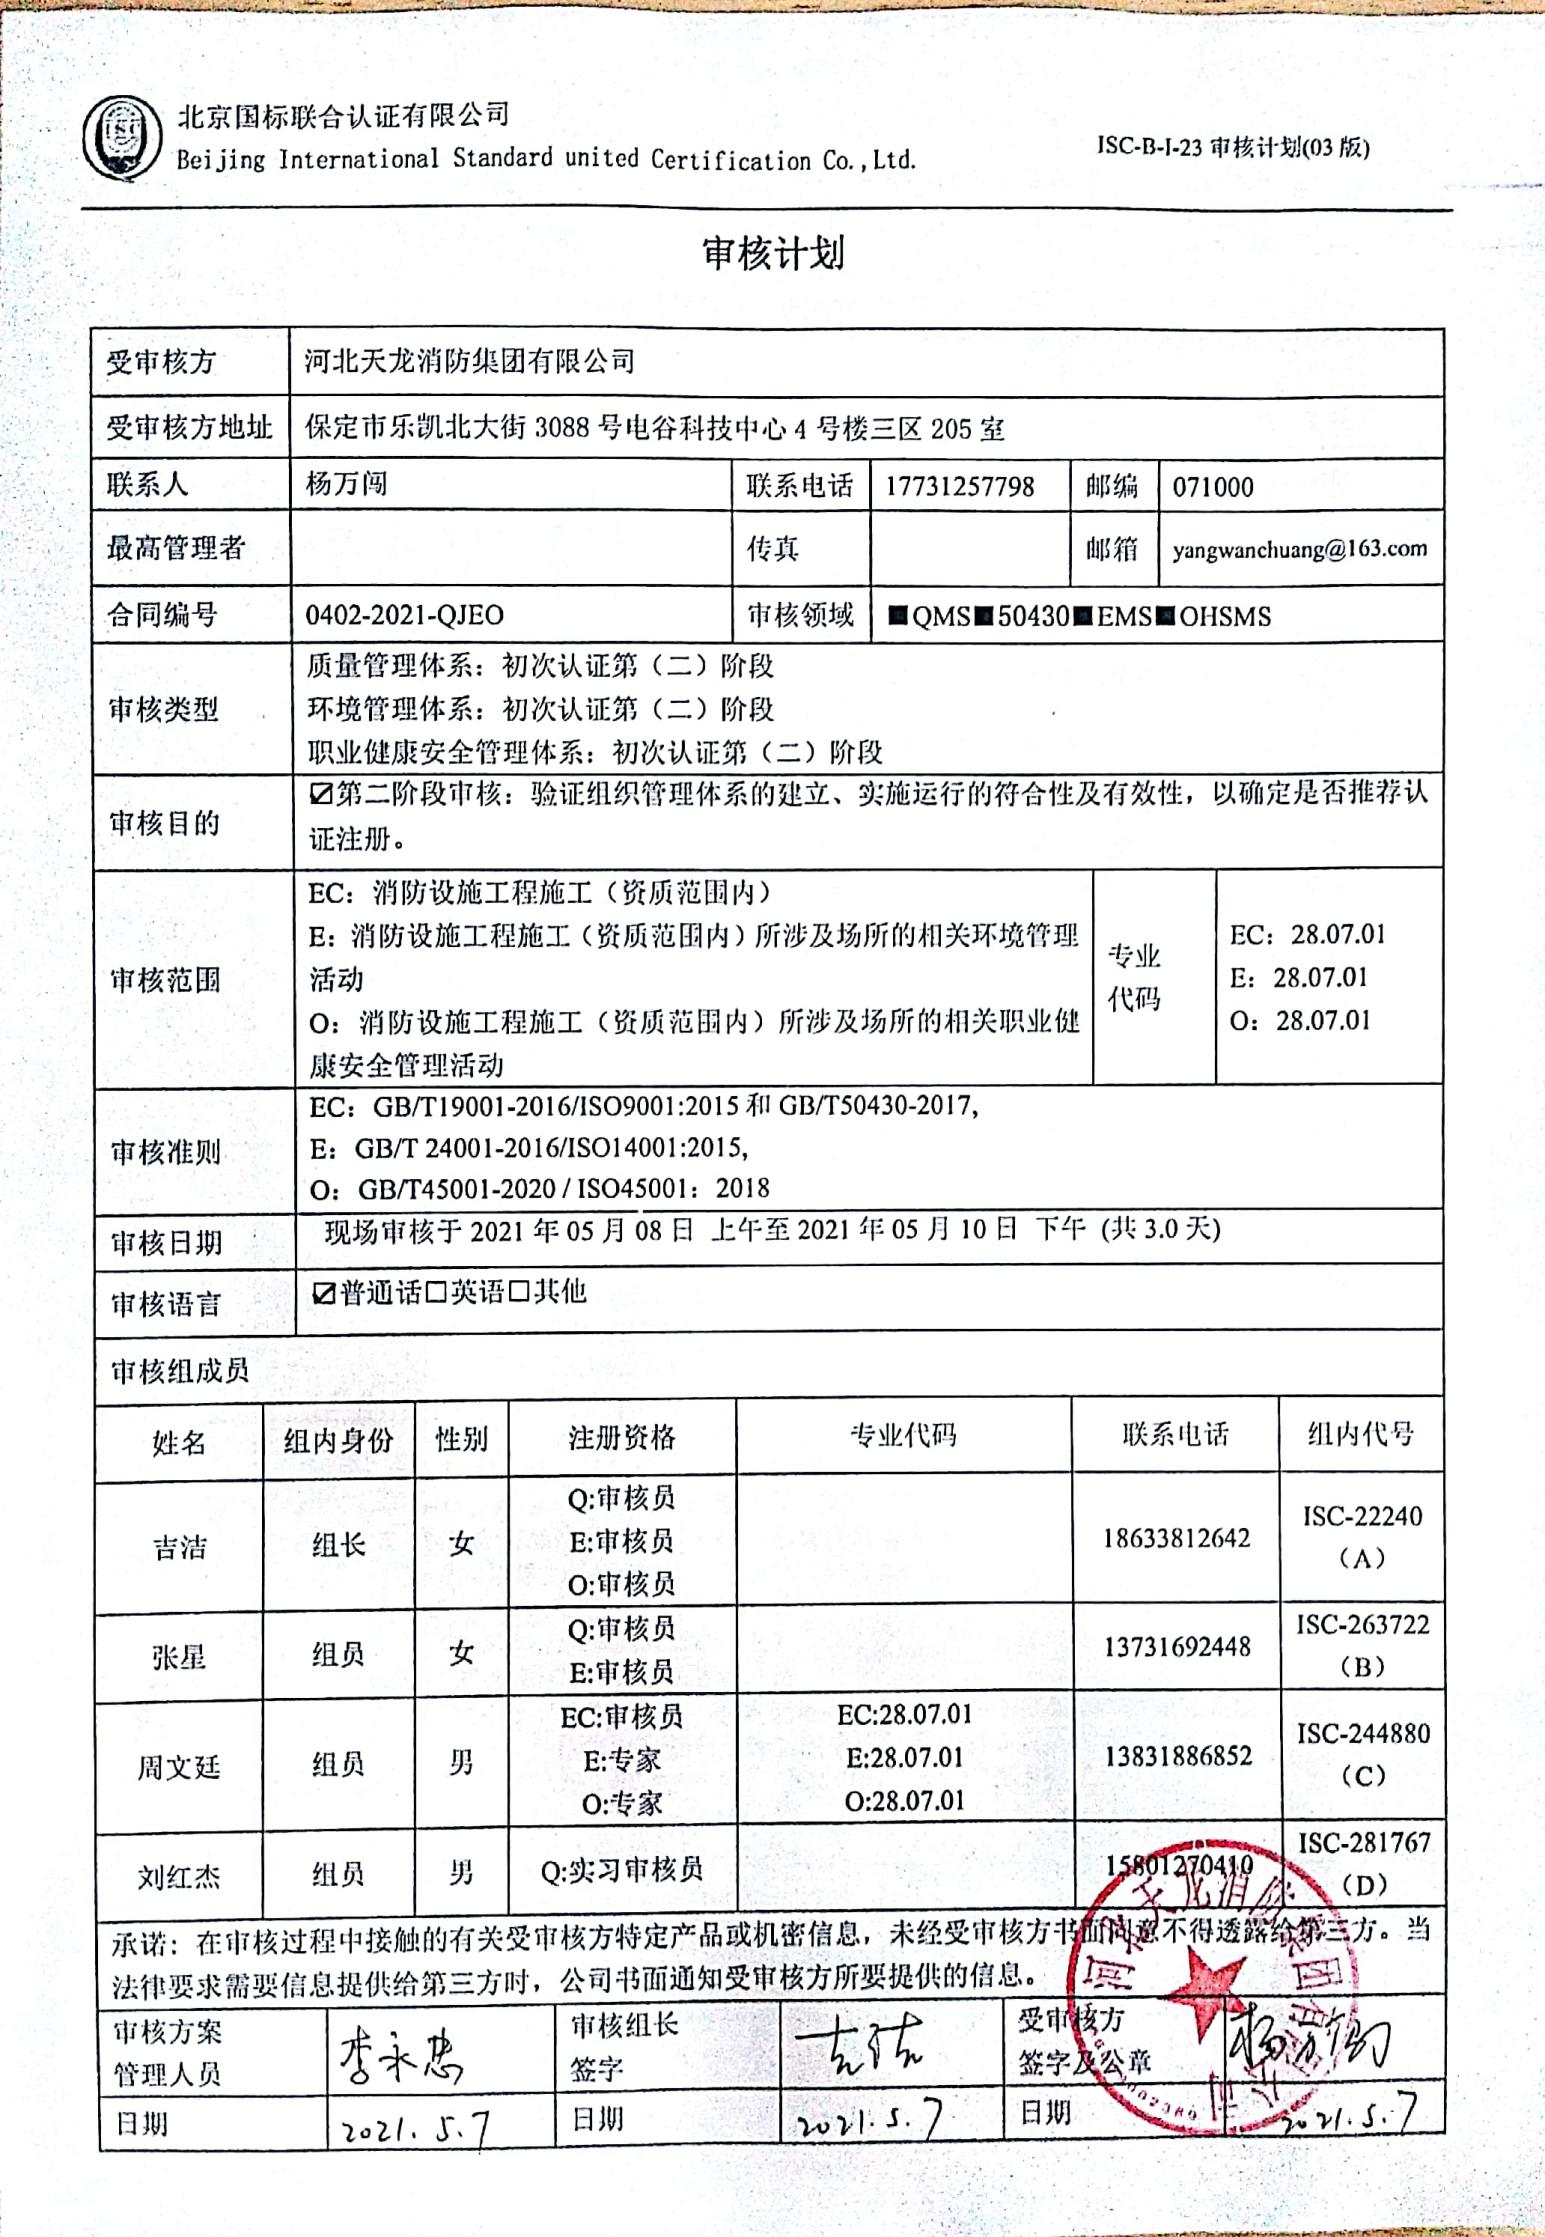 北京国标联合认证有限公司
Beijing International Standard united Certification Co.,Ltd.
ISC-B-I-23 审核计划(03 版)
审核计划
受审核方 河北天龙消防集团有限公司
受审核方地址 保定市乐凯北大街 3088 号电谷科技中心 4 号楼三区 205 室
联系人 杨万闯 联系电话 17731257798 邮编 071000
最高管理者 传真 邮箱 yangwanchuang@163.com
合同编号 0402-2021-QJEO 审核领域 ■QMS■50430■EMS■OHSMS
审核类型
质量管理体系：初次认证第（二）阶段
环境管理体系：初次认证第（二）阶段
职业健康安全管理体系：初次认证第（二）阶段
审核目的
☑第二阶段审核：验证组织管理体系的建立、实施运行的符合性及有效性，以确定是否推荐认
证注册。
审核范围
EC：消防设施工程施工（资质范围内）
E：消防设施工程施工（资质范围内）所涉及场所的相关环境管理
活动
O：消防设施工程施工（资质范围内）所涉及场所的相关职业健
康安全管理活动
专业
代码
EC：28.07.01
E：28.07.01
O：28.07.01
审核准则
EC：GB/T19001-2016/ISO9001:2015 和 GB/T50430-2017,
E：GB/T 24001-2016/ISO14001:2015,
O：GB/T45001-2020 / ISO45001：2018
审核日期 现场审核于 2021 年 05 月 08 日 上午至 2021 年 05 月 10 日 下午 (共 3.0 天)
审核语言 ☑普通话□英语□其他
审核组成员
姓名 组内身份 性别 注册资格 专业代码 联系电话 组内代号
吉洁 组长 女
Q:审核员
E:审核员
O:审核员
18633812642
ISC-22240
（A）
张星 组员 女
Q:审核员
E:审核员
13731692448
ISC-263722
（B）
周文廷 组员 男
EC:审核员
E:专家
O:专家
EC:28.07.01
E:28.07.01
O:28.07.01
13831886852
ISC-244880
（C）
刘红杰 组员 男 Q:实习审核员 15801270410
ISC-281767
（D）
承诺：在审核过程中接触的有关受审核方特定产品或机密信息，未经受审核方书面同意不得透露给第三方。当
法律要求需要信息提供给第三方时，公司书面通知受审核方所要提供的信息。
审核方案
管理人员
李永忠
审核组长
签字
吉洁
受审核方
签字及公章
杨万闯
日期 2021.5.7 日期 2021.5.7 日期 2021.5.7
河北天龙消防集团有限公司